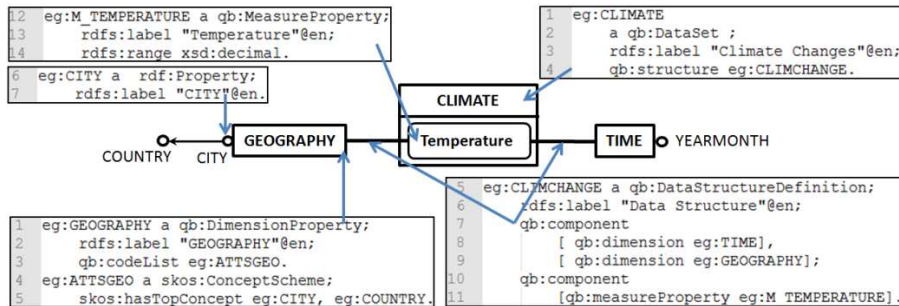 12 eg:M_TEMPERATURE a qb:MeasureProperty;
13 rdfs:label "Temperature"@en;
14 rdfs:range xsd:decimal.
1 eg:CLIMATE
2 a qb:DataSet ;
3 rdfs:label "Climate Changes"@en;
4 qb:structure eg:CLIMCHANGE.
6 eg:CITY a rdf:Property;
7 rdfs:label "CITY"@en.
CLIMATE
COUNTRY CITY GEOGRAPHY Temperature TIME YEARMONTH
1 eg:GEOGRAPHY a qb:DimensionProperty;
2 rdfs:label "GEOGRAPHY"@en;
3 qb:codeList eg:ATTSGEO.
4 eg:ATTSGEO a skos:ConceptScheme;
5 skos:hasTopConcept eg:CITY, eg:COUNTRY.
5 eg:CLIMCHANGE a qb:DataStructureDefinition;
6 rdfs:label "Data Structure"@en;
7 qb:component
8 [ qb:dimension eg:TIME],
9 [ qb:dimension eg:GEOGRAPHY];
10 qb:component
11 [qb:measureProperty eg:M_TEMPERATURE].